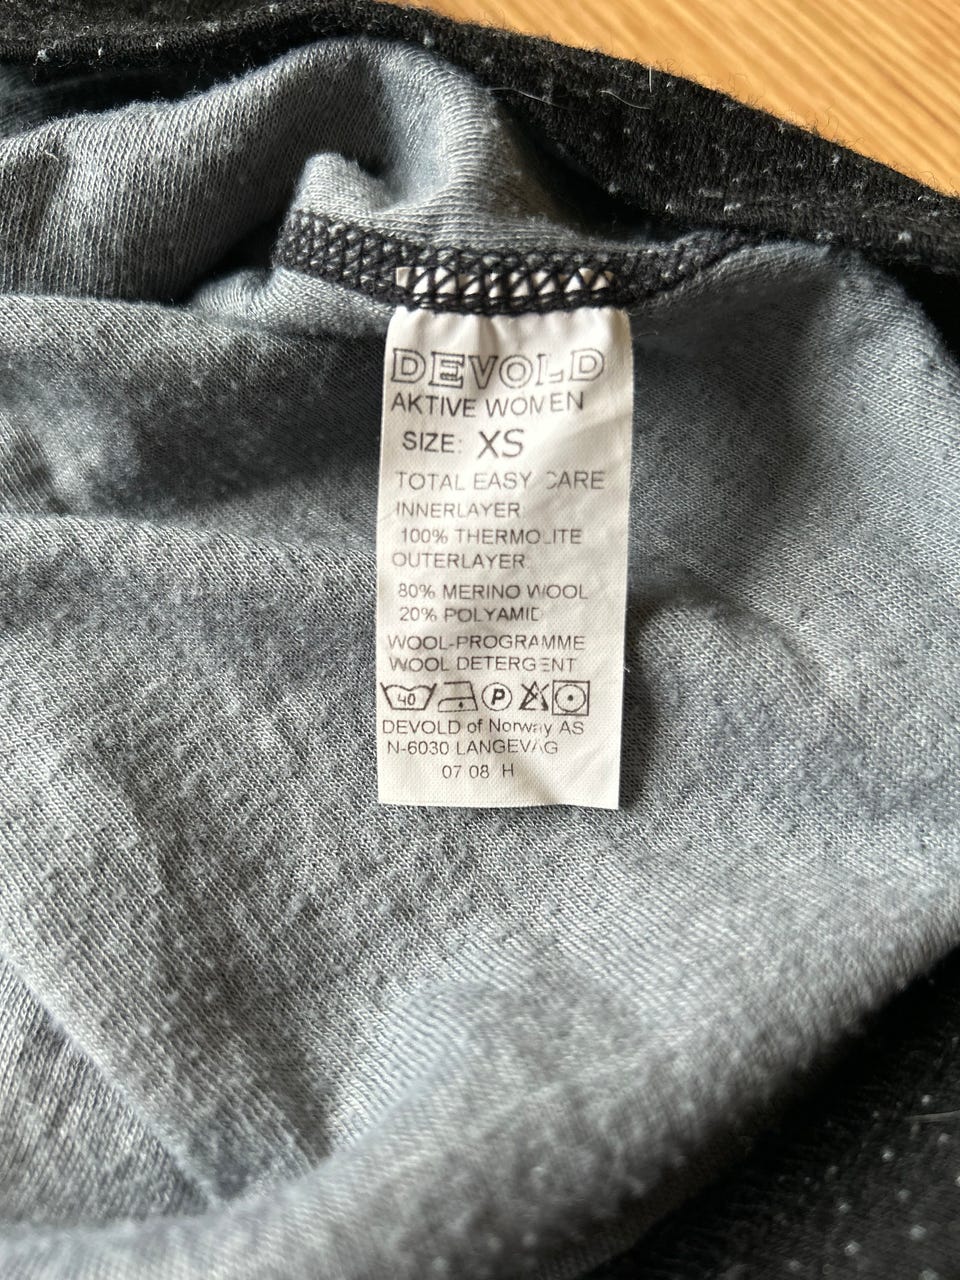 DEVOLD
AKTIVE WOMEN
SIZE: XS
TOTAL EASY CARE
INNERLAYER:
100% THERMOLITE
OUTERLAYER:
80% MERINO WOOL
20% POLYAMID
WOOL-PROGRAMME
WOOL DETERGENT
40 P
DEVOLD of Norway AS
N-6030 LANGEVÅG
07 08 H